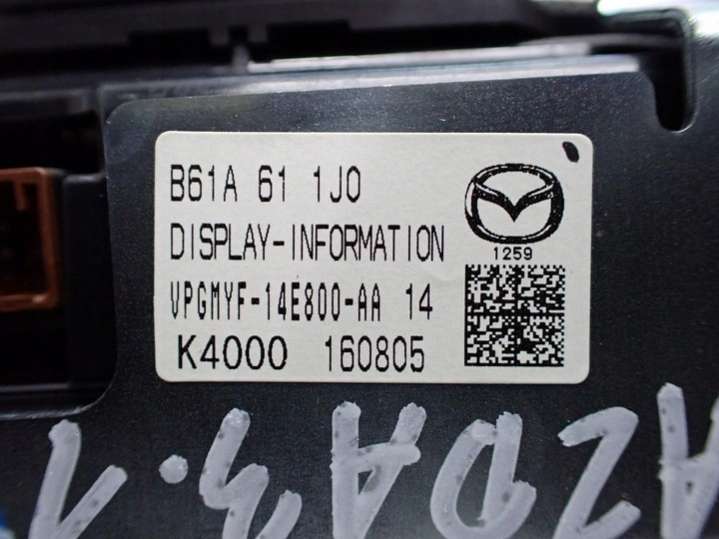 B61A 61 1J0
DISPLAY-INFORMATION
1259
VPGMYF-14E800-AA 14
K4000 160805